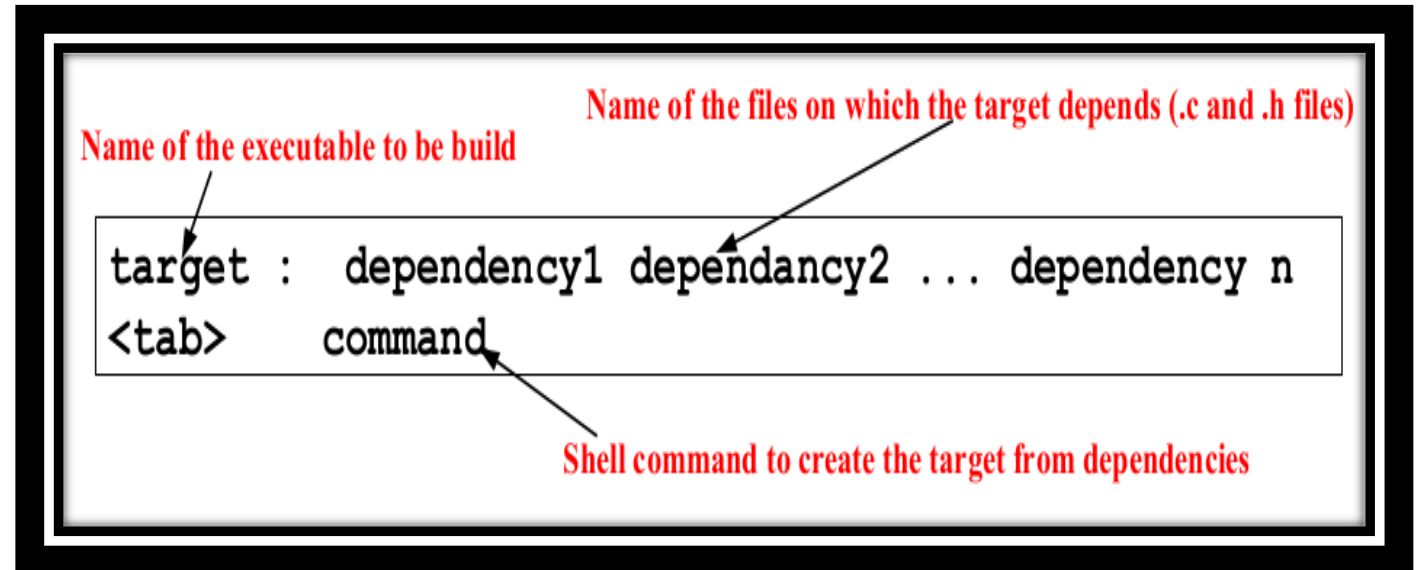 Name of the files on which the target depends (.c and .h files)
Name of the executable to be build
target : dependency1 dependancy2 ... dependency n
<tab> command
Shell command to create the target from dependencies